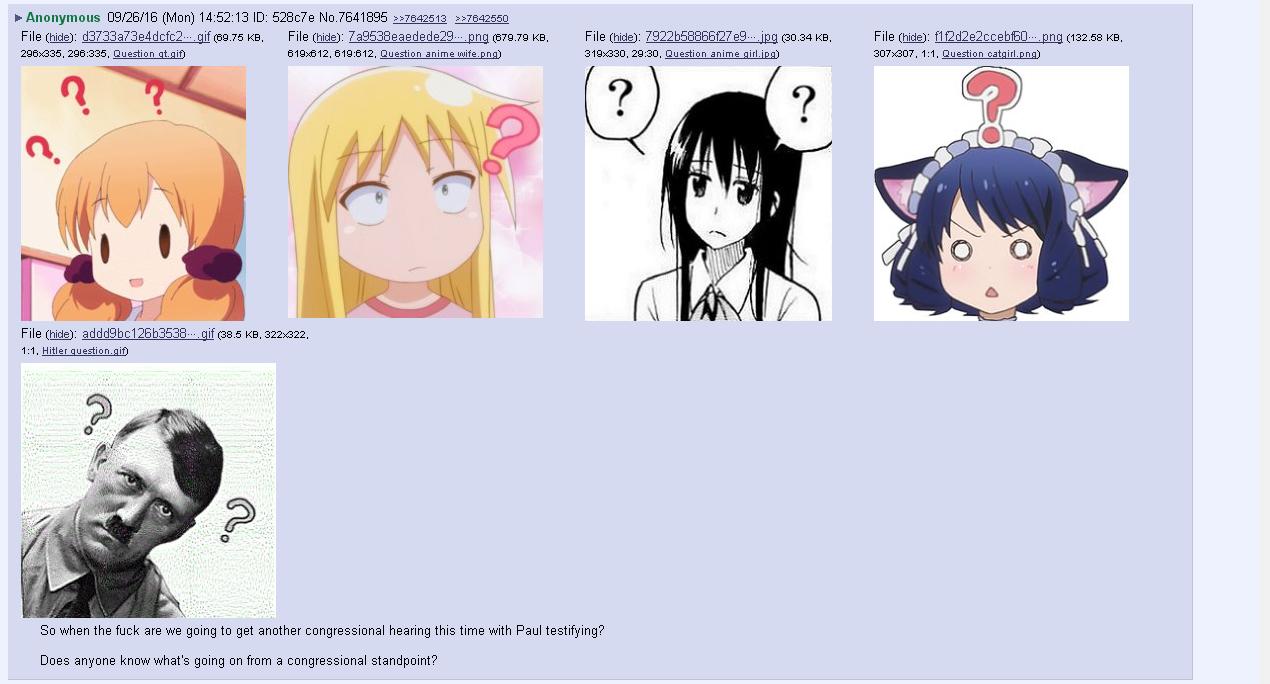 ▶ Anonymous 09/26/16 (Mon) 14:52:13 ID: 528c7e No.7641895 >>7642513 >>7642550
File (hide): d3733a73e4dcfc2···.gif (69.75 KB,
296x335, 296:335, Question qt.gif)
File (hide): 7a9538eaedede29···.png (679.79 KB,
619x612, 619:612, Question anime wife.png)
File (hide): 7922b58866f27e9···.jpg (30.34 KB,
319x330, 29:30, Question anime girl.jpg)
File (hide): f1f2d2e2ccebf60···.png (132.58 KB,
307x307, 1:1, Question catgirl.png)
? ? ?
?
? ?
?
File (hide): addd9bc126b3538···.gif (38.5 KB, 322x322,
1:1, Hitler question.gif)
? ?
So when the fuck are we going to get another congressional hearing this time with Paul testifying?
Does anyone know what's going on from a congressional standpoint?